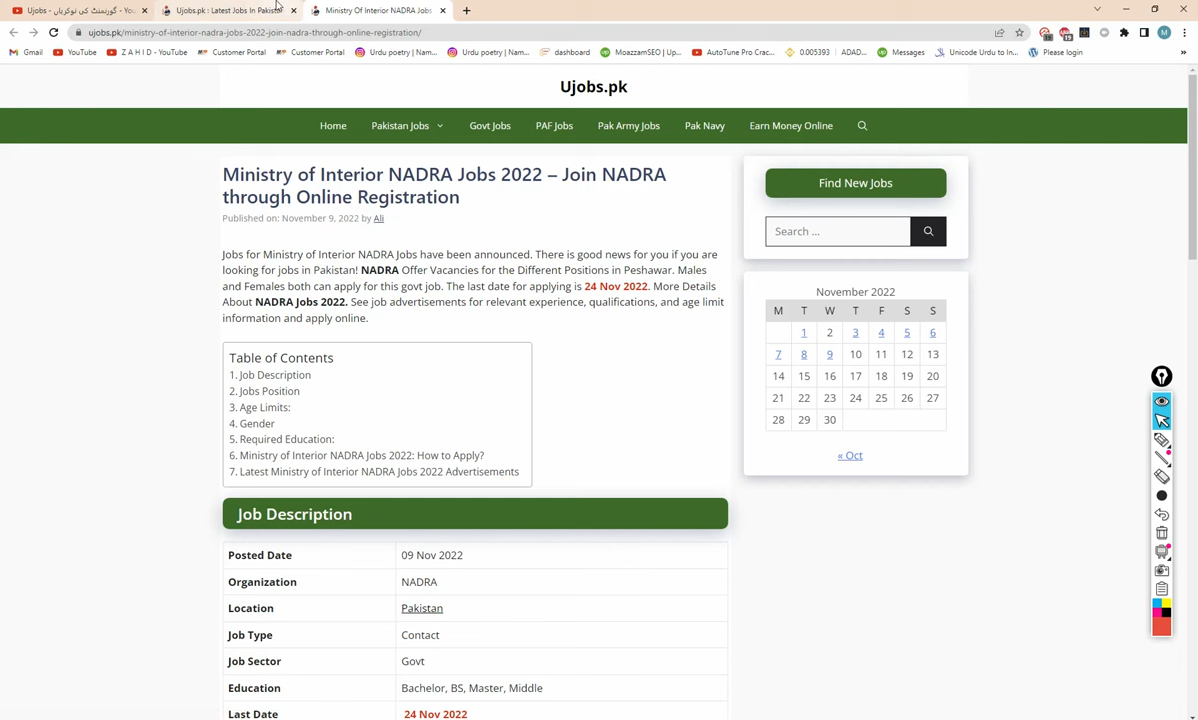 Ujobs - گورنمنٹ کی نوکریاں - You
Ujobs.pk : Latest Jobs In Pakist
Ministry Of Interior NADRA Jobs
ujobs.pk/ministry-of-interior-nadra-jobs-2022-join-nadra-through-online-registration/
Gmail
YouTube
Z A H I D - YouTube
Customer Portal
Customer Portal
Urdu poetry | Nam...
Urdu poetry | Nam...
dashboard
MoazzamSEO | Up...
AutoTune Pro Crac...
0.005393 | ADAD...
Messages
Unicode Urdu to In...
Please login
Ujobs.pk
Home
Pakistan Jobs
Govt Jobs
PAF Jobs
Pak Army Jobs
Pak Navy
Earn Money Online
Ministry of Interior NADRA Jobs 2022 – Join NADRA
through Online Registration
Published on: November 9, 2022 by Ali
Jobs for Ministry of Interior NADRA Jobs have been announced. There is good news for you if you are
looking for jobs in Pakistan! NADRA Offer Vacancies for the Different Positions in Peshawar. Males
and Females both can apply for this govt job. The last date for applying is 24 Nov 2022. More Details
About NADRA Jobs 2022. See job advertisements for relevant experience, qualifications, and age limit
information and apply online.
Table of Contents
1. Job Description
2. Jobs Position
3. Age Limits:
4. Gender
5. Required Education:
6. Ministry of Interior NADRA Jobs 2022: How to Apply?
7. Latest Ministry of Interior NADRA Jobs 2022 Advertisements
Job Description
Posted Date 09 Nov 2022
Organization NADRA
Location Pakistan
Job Type Contact
Job Sector Govt
Education Bachelor, BS, Master, Middle
Last Date 24 Nov 2022
Find New Jobs
Search ...
November 2022
M T W T F S S
1 2 3 4 5 6
7 8 9 10 11 12 13
14 15 16 17 18 19 20
21 22 23 24 25 26 27
28 29 30
« Oct